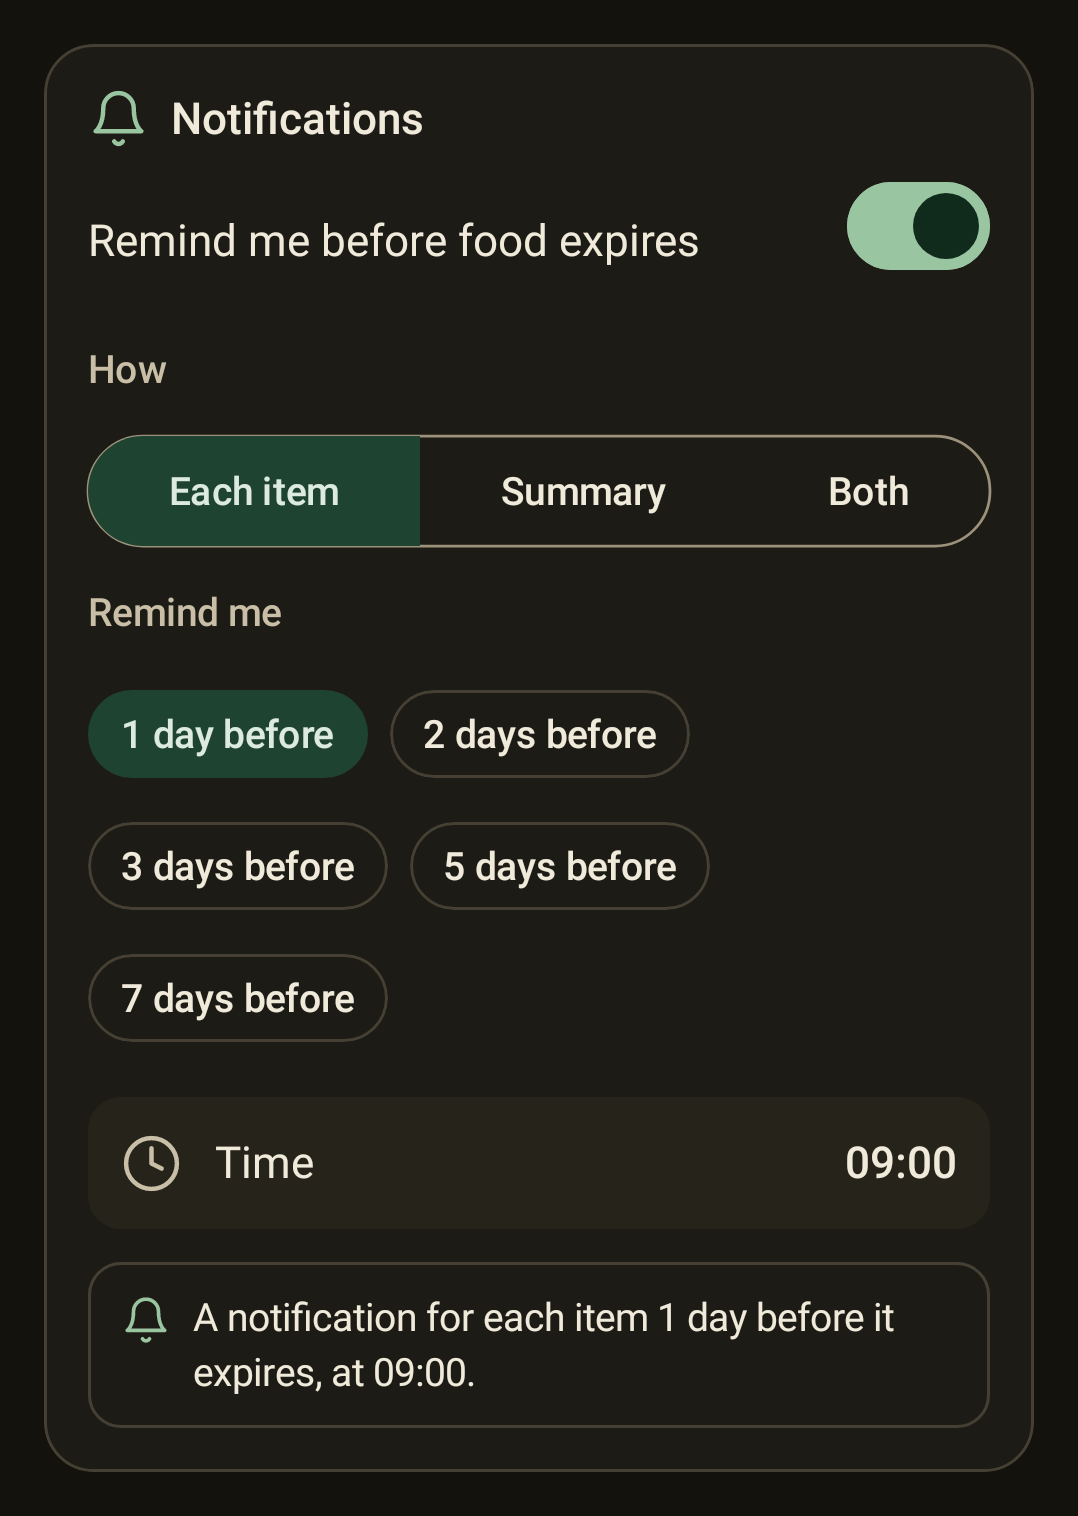 Notifications
Remind me before food expires
How
Each item Summary Both
Remind me
1 day before 2 days before
3 days before 5 days before
7 days before
Time 09:00
A notification for each item 1 day before it
expires, at 09:00.